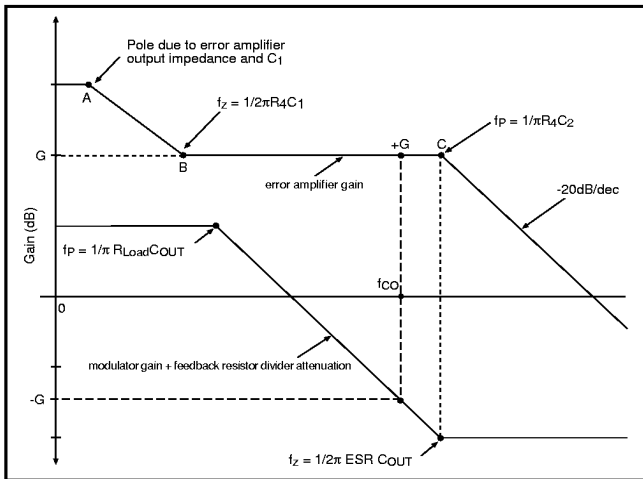 Pole due to error amplifier
output impedance and C1
A
fz = 1/2πR4C1
fP = 1/πR4C2
G
B
+G
C
error amplifier gain
-20dB/dec
Gain (dB)
fP = 1/π RLoadCOUT
fCO
0
modulator gain + feedback resistor divider attenuation
-G
fz = 1/2π ESR COUT